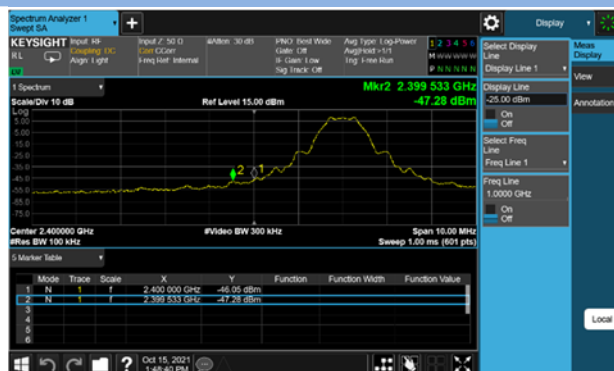 Spectrum Analyzer 1
Swept SA
+
Display
KEYSIGHT
RL
Input: RF
Coupling: DC
Align: Light
Input Z: 50 Ω
Corr CCorr
Freq Ref: Internal
#Atten: 30 dB
PNO: Best Wide
Gate: Off
IF Gain: Low
Sig Track: Off
Avg Type: Log-Power
Avg|Hold:>1/1
Trig: Free Run
1 2 3 4 5 6
M W W W W W
P N N N N N
LV
1 Spectrum
Scale/Div 10 dB
Log
Ref Level 15.00 dBm
Mkr2 2.399 533 GHz
-47.28 dBm
5.00
-5.00
-15.0
-25.0
-35.0
-45.0
-55.0
-65.0
-75.0
2
1
Center 2.400000 GHz
#Res BW 100 kHz
#Video BW 300 kHz
Span 10.00 MHz
Sweep 1.00 ms (601 pts)
5 Marker Table
Mode Trace Scale X Y Function Function Width Function Value
1 N 1 f 2.400 000 GHz -46.05 dBm
2 N 1 f 2.399 533 GHz -47.28 dBm
3
4
5
6
?
Oct 15, 2021
1:48:40 PM
Select Display
Line
Display Line 1
Display Line
-25.00 dBm
On
Off
Select Freq
Line
Freq Line 1
Freq Line
1.0000 GHz
On
Off
Meas
Display
View
Annotation
Local